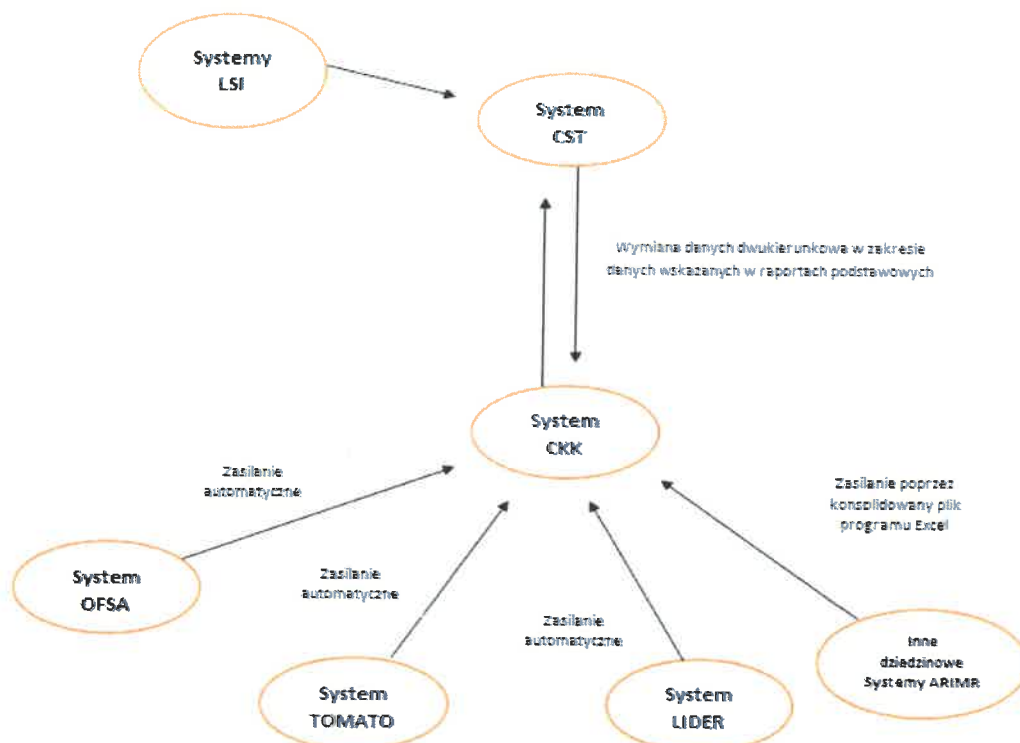 Systemy
LSI
System
CST
Wymiana danych dwukierunkowa w zakresie
danych wskazanych w raportach podstawowych
System
CKK
Zasilanie
automatyczne
Zasilanie poprzez
konsolidowany plik
programu Excel
System
OFSA
Zasilanie
automatyczne
Zasilanie
automatyczne
Inne
dziedzinowe
Systemy ARIMR
System
TOMATO
System
LIDER